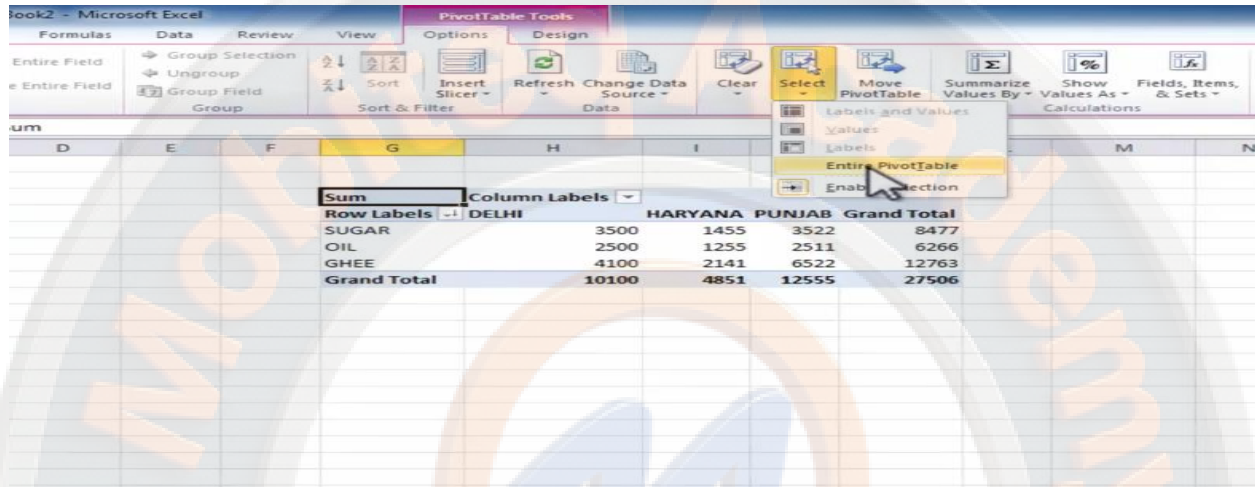 Book2 - Microsoft Excel PivotTable Tools
Formulas Data Review View Options Design
Entire Field Group Selection
Ungroup
e Entire Field Group Field
Sort Insert Slicer Refresh Change Data Source Clear Select Move PivotTable Summarize Values By Show Values As Fields, Items, & Sets
Group Sort & Filter Data Calculations
Labels and Values
Values
Labels
Entire PivotTable
um
D E F G H I M N
Sum Column Labels
Row Labels DELHI HARYANA PUNJAB Grand Total
SUGAR 3500 1455 3522 8477
OIL 2500 1255 2511 6266
GHEE 4100 2141 6522 12763
Grand Total 10100 4851 12555 27506